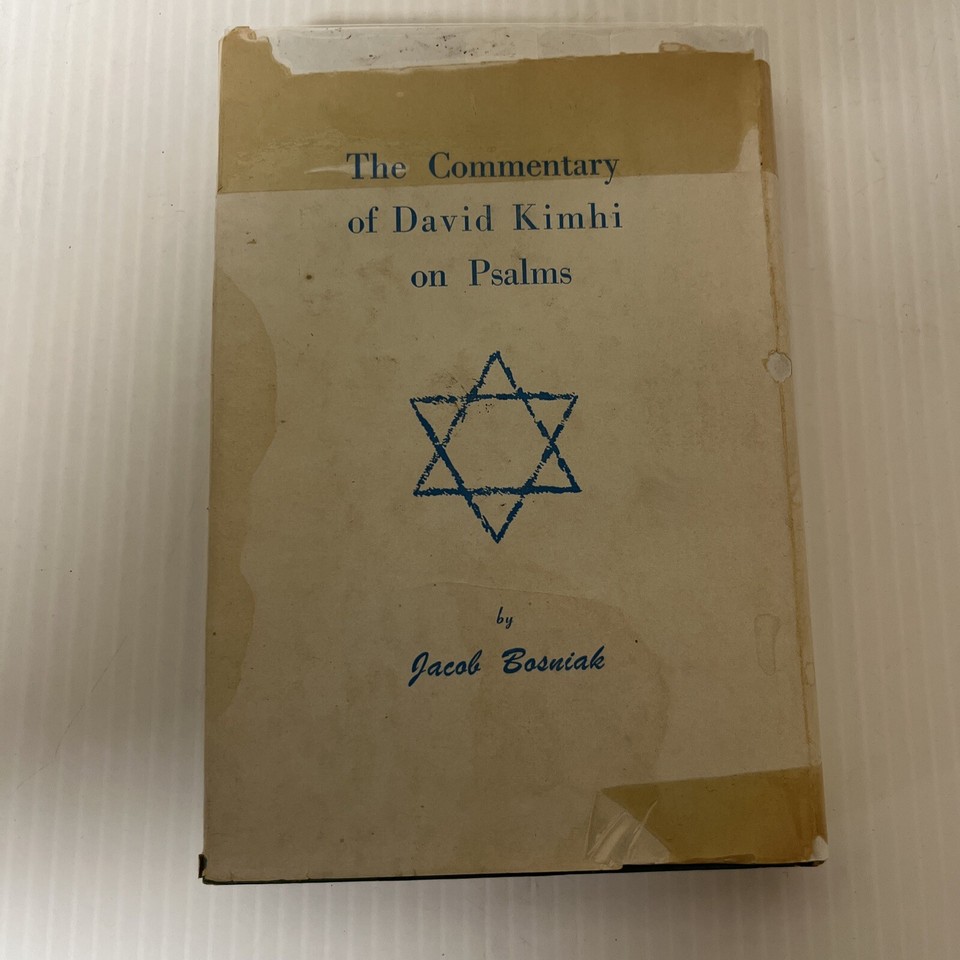 The Commentary
of David Kimhi
on Psalms
by
Jacob Bosniak